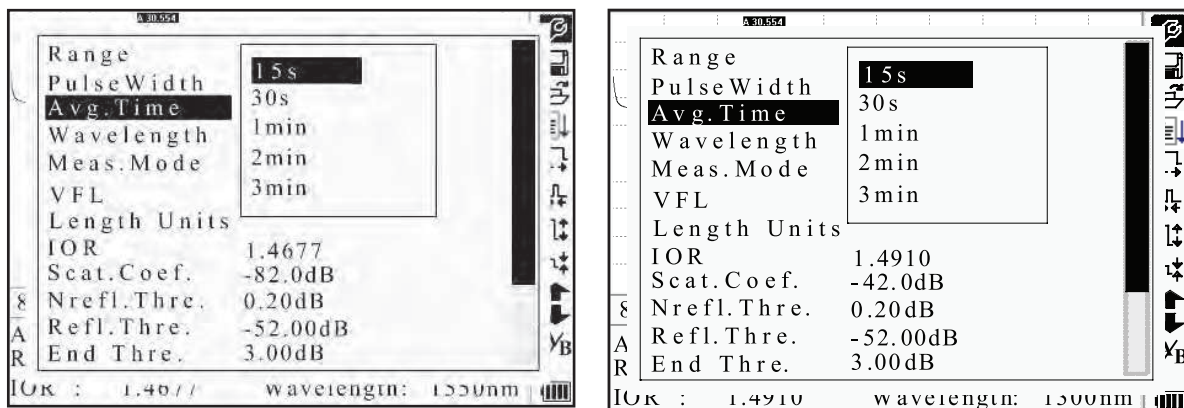 A 30.554
Range
PulseWidth
Avg.Time
Wavelength
Meas.Mode
VFL
Length Units
IOR 1.4677
Scat.Coef. -82.0dB
Nrefl.Thre. 0.20dB
Refl.Thre. -52.00dB
End Thre. 3.00dB
15s
30s
1min
2min
3min
8
A
R
IOR : 1.4677 Wavelength: 1550nm
Y/B
A 30.554
Range
PulseWidth
Avg.Time
Wavelength
Meas.Mode
VFL
Length Units
IOR 1.4910
Scat.Coef. -42.0dB
Nrefl.Thre. 0.20dB
Refl.Thre. -52.00dB
End Thre. 3.00dB
15s
30s
1min
2min
3min
8
A
R
IOR : 1.4910 Wavelength: 1300nm
Y/B